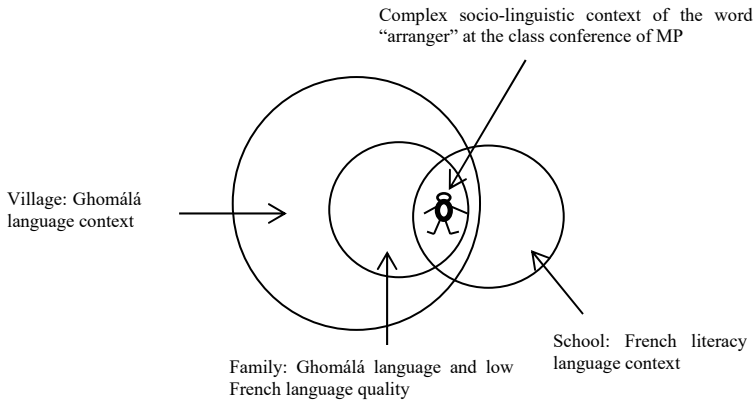 Complex socio-linguistic context of the word
“arranger” at the class conference of MP
Village: Ghomálá
language context
School: French literacy
language context
Family: Ghomálá language and low
French language quality